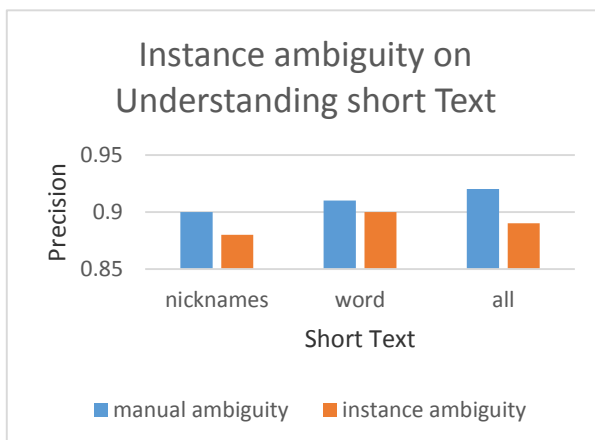 Instance ambiguity on
Understanding short Text
0.95
0.9
0.85
Precision
nicknames word all
Short Text
manual ambiguity instance ambiguity